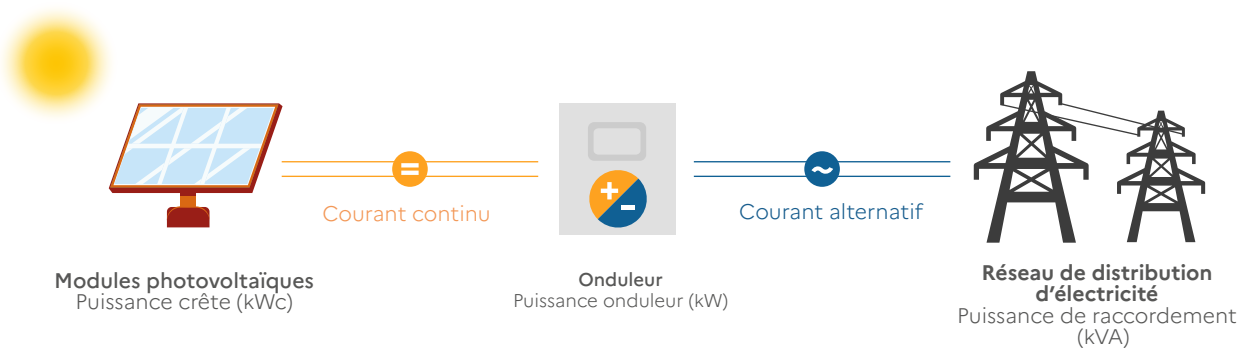 Courant continu
Courant alternatif
Modules photovoltaïques
Puissance crête (kWc)
Onduleur
Puissance onduleur (kW)
Réseau de distribution
d'électricité
Puissance de raccordement
(kVA)